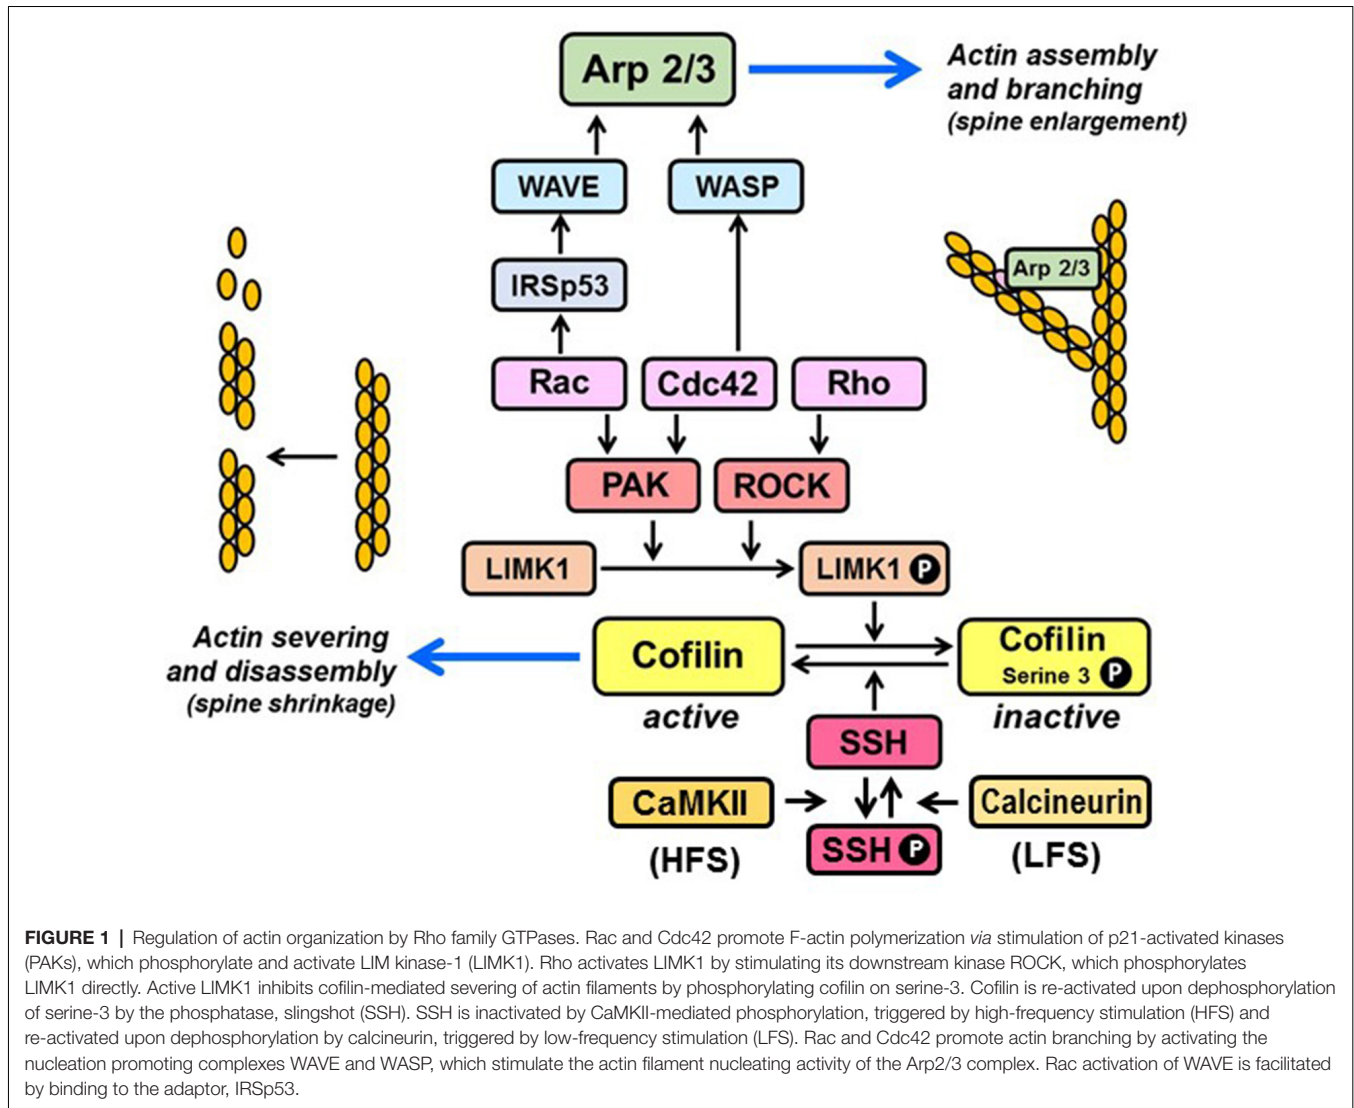 Arp 2/3
Actin assembly
and branching
(spine enlargement)
WAVE
WASP
IRSp53
Arp 2/3
Rac
Cdc42
Rho
PAK
ROCK
LIMK1
LIMK1 P
Actin severing
and disassembly
(spine shrinkage)
Cofilin
active
Cofilin
Serine 3 P
inactive
SSH
CaMKII
(HFS)
Calcineurin
(LFS)
SSH P
FIGURE 1 | Regulation of actin organization by Rho family GTPases. Rac and Cdc42 promote F-actin polymerization via stimulation of p21-activated kinases
(PAKs), which phosphorylate and activate LIM kinase-1 (LIMK1). Rho activates LIMK1 by stimulating its downstream kinase ROCK, which phosphorylates
LIMK1 directly. Active LIMK1 inhibits cofilin-mediated severing of actin filaments by phosphorylating cofilin on serine-3. Cofilin is re-activated upon dephosphorylation
of serine-3 by the phosphatase, slingshot (SSH). SSH is inactivated by CaMKII-mediated phosphorylation, triggered by high-frequency stimulation (HFS) and
re-activated upon dephosphorylation by calcineurin, triggered by low-frequency stimulation (LFS). Rac and Cdc42 promote actin branching by activating the
nucleation promoting complexes WAVE and WASP, which stimulate the actin filament nucleating activity of the Arp2/3 complex. Rac activation of WAVE is facilitated
by binding to the adaptor, IRSp53.